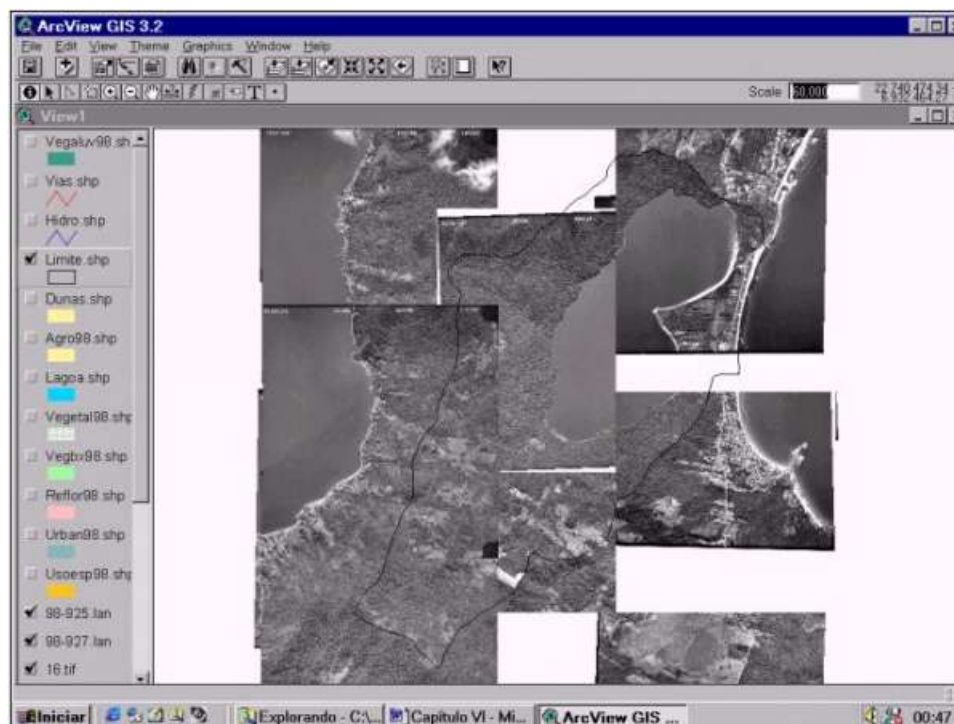 ArcView GIS 3.2
File Edit View Theme Graphics Window Help
Scale
View1
Vegaluv98.sh
Vias.shp
Hidro.shp
Limite.shp
Dunas.shp
Agro98.shp
Lagoa.shp
Vegetal98.shp
Vegbx98.shp
Reflor98.shp
Urban98.shp
Usoesp98.shp
98-925.lan
98-927.lan
16.tif
Iniciar
Explorando - C:\...
Capítulo VI - Mi...
ArcView GIS ...
00:47